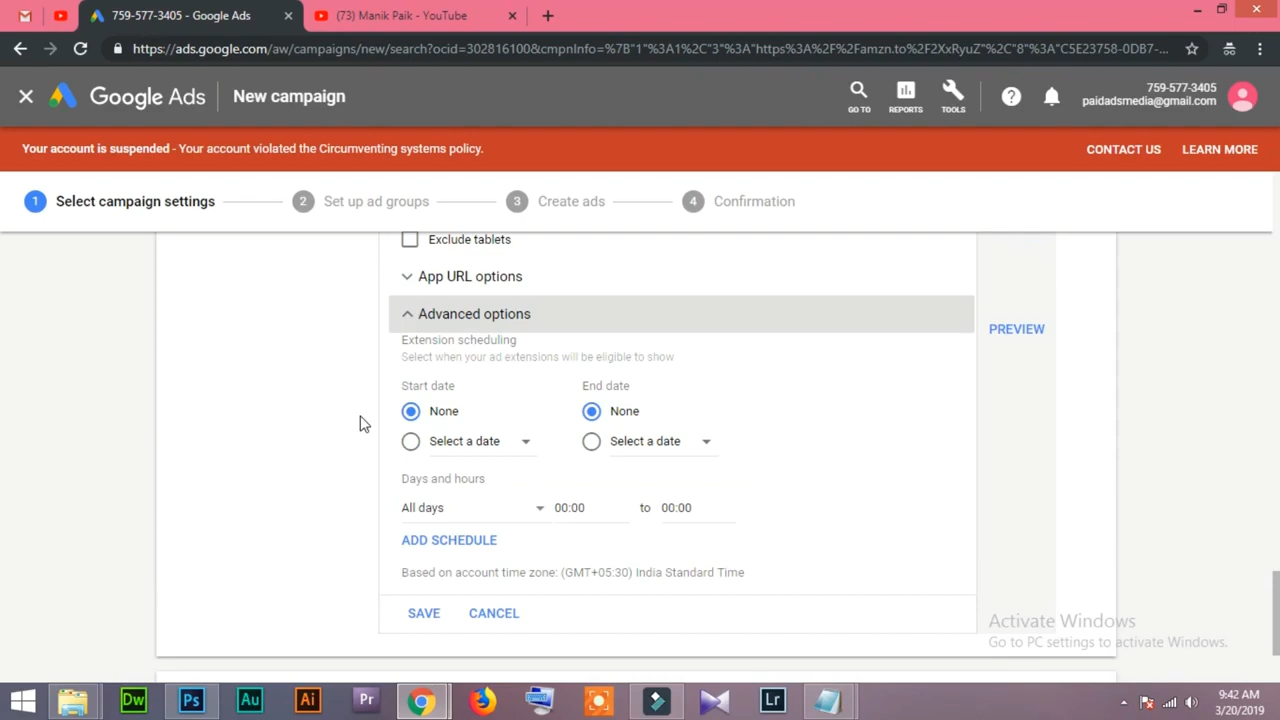 759-577-3405 - Google Ads
(73) Manik Paik - YouTube
https://ads.google.com/aw/campaigns/new/search?ocid=302816100&cmpnInfo=%7B"1"%3A1%2C"3"%3A"https%3A%2F%2Famzn.to%2F2XxRyuZ"%2C"8"%3A"C5E23758-0DB7-...
Google Ads
New campaign
GO TO
REPORTS
TOOLS
759-577-3405
paidadsmedia@gmail.com
Your account is suspended - Your account violated the Circumventing systems policy.
CONTACT US
LEARN MORE
1 Select campaign settings
2 Set up ad groups
3 Create ads
4 Confirmation
Exclude tablets
App URL options
Advanced options
PREVIEW
Extension scheduling
Select when your ad extensions will be eligible to show
Start date
End date
None
None
Select a date
Select a date
Days and hours
All days
00:00 to 00:00
ADD SCHEDULE
Based on account time zone: (GMT+05:30) India Standard Time
SAVE
CANCEL
Activate Windows
Go to PC settings to activate Windows.
Dw
Ps
Au
Ai
Pr
Lr
9:42 AM
3/20/2019